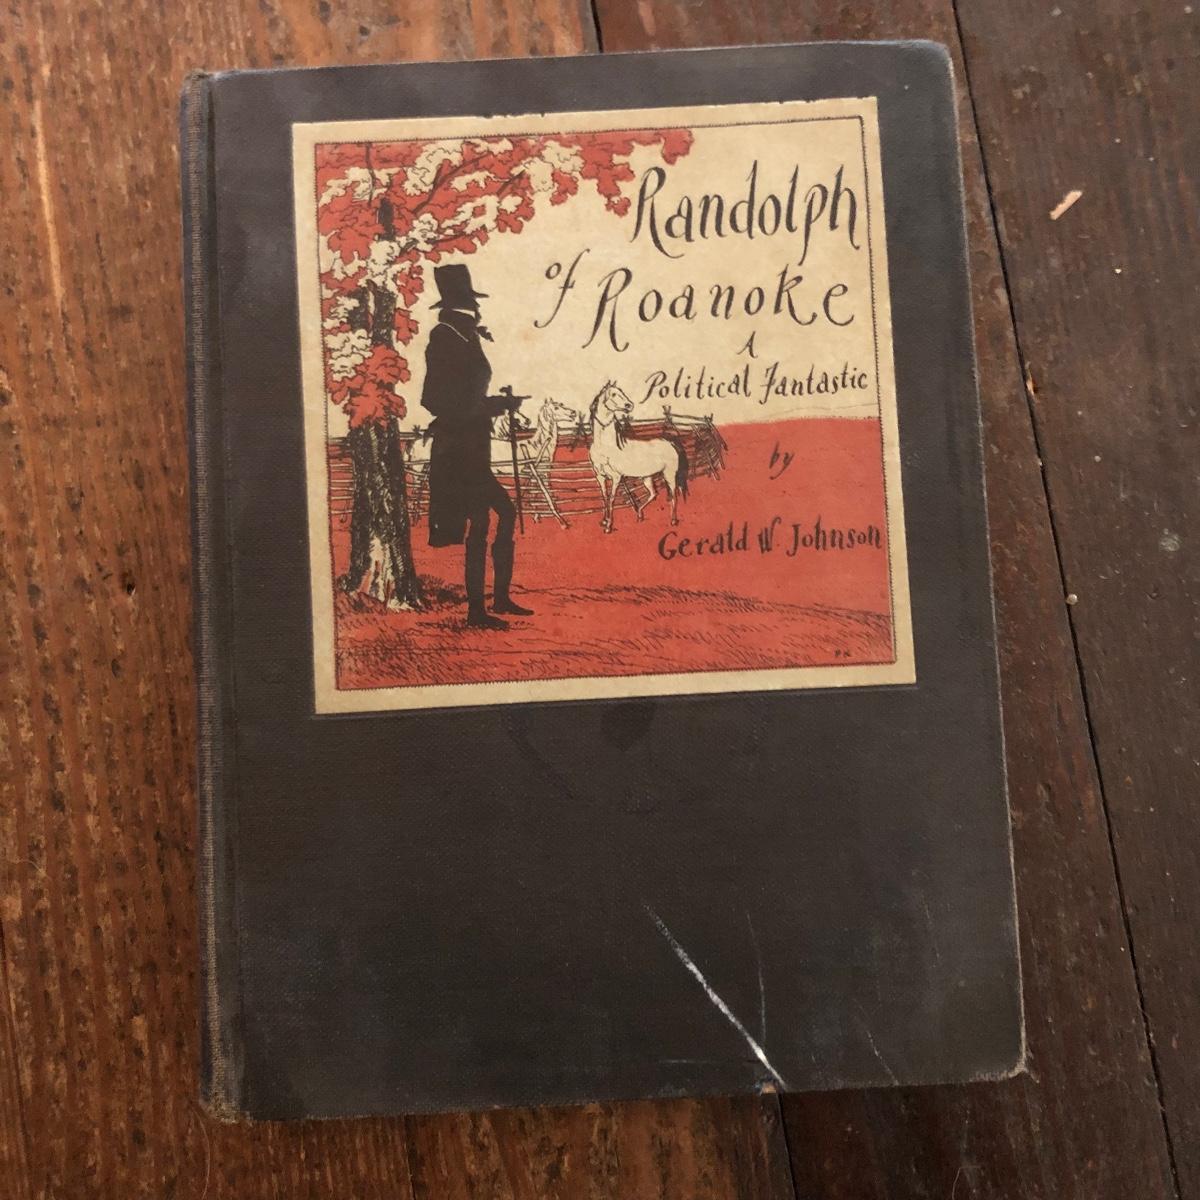 Randolph
of Roanoke
A
Political Fantastic
by
Gerald W. Johnson